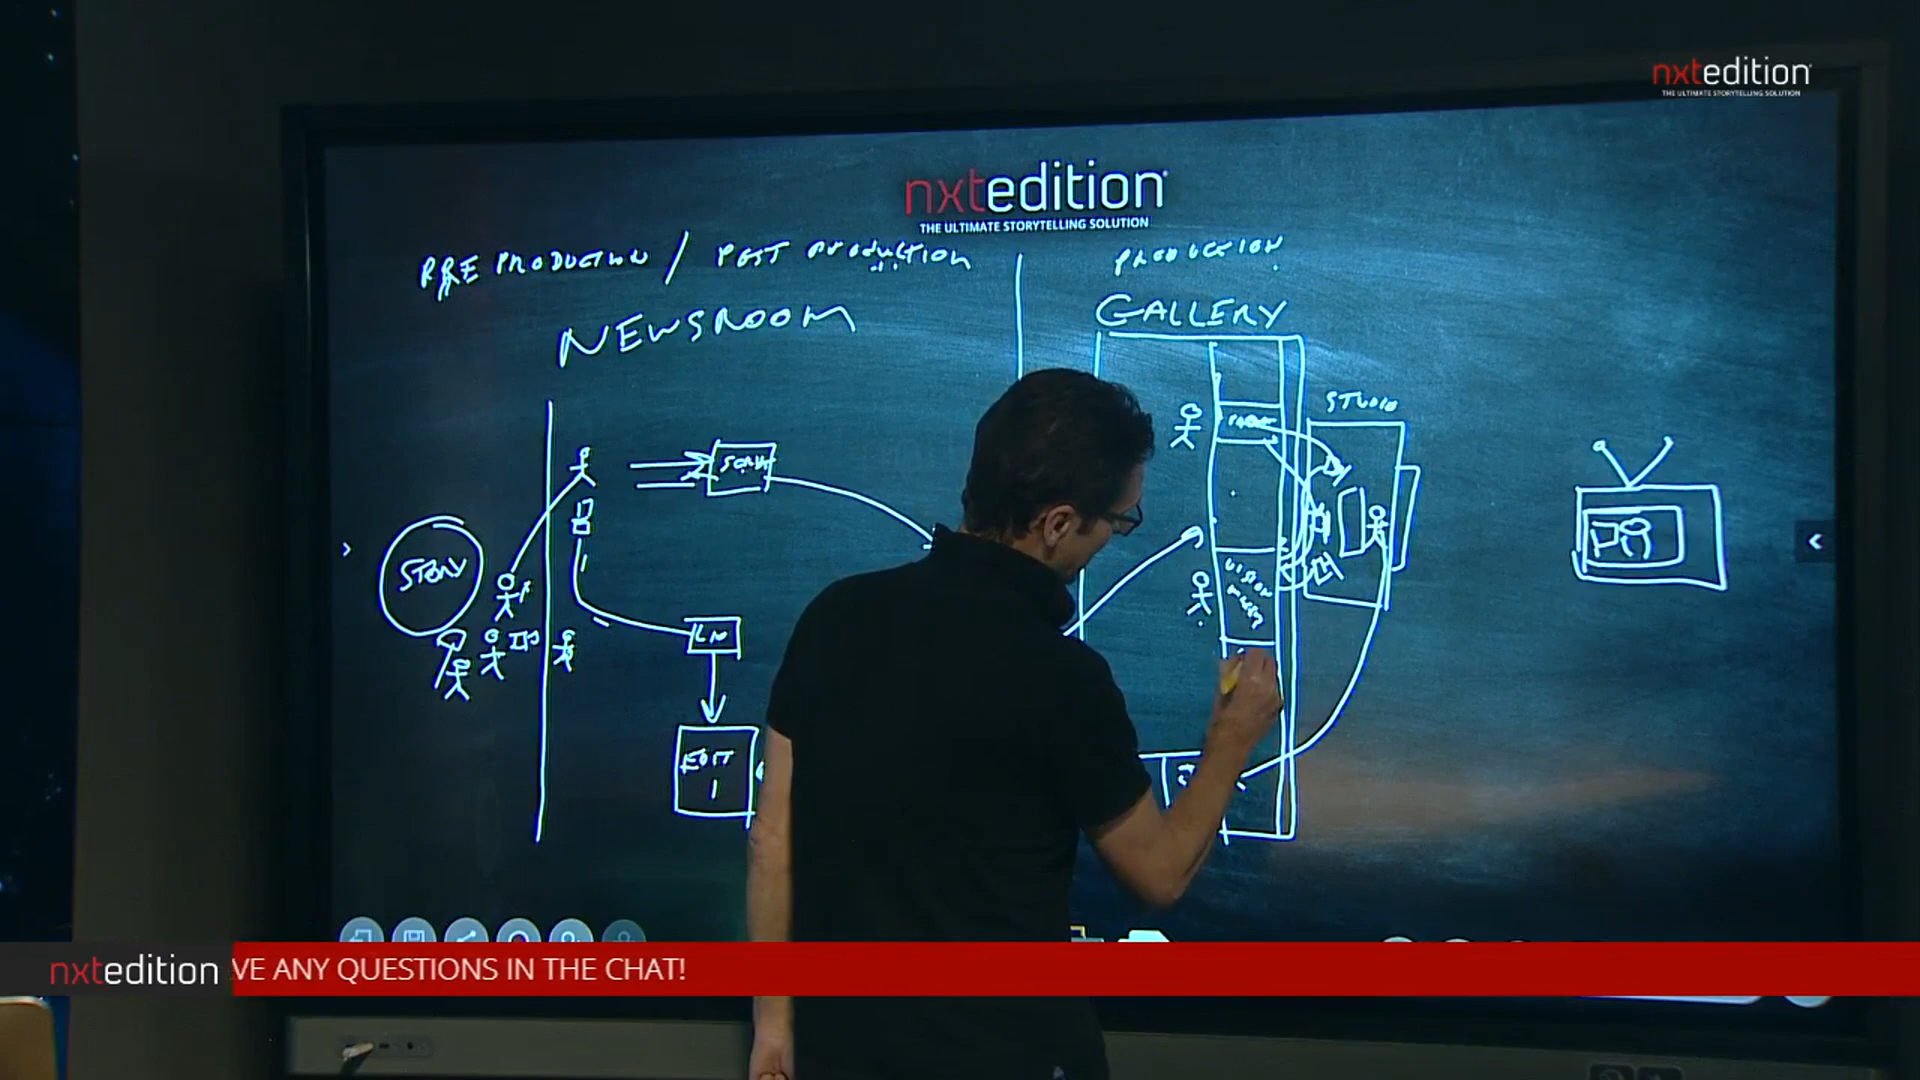 nxtedition
THE ULTIMATE STORYTELLING SOLUTION
nxtedition
THE ULTIMATE STORYTELLING SOLUTION
PRE PRODUCTION / POST PRODUCTION
PRODUCTION
NEWSROOM
GALLERY
STUDIO
STORY
VISION
EDIT
1
nxtedition VE ANY QUESTIONS IN THE CHAT!